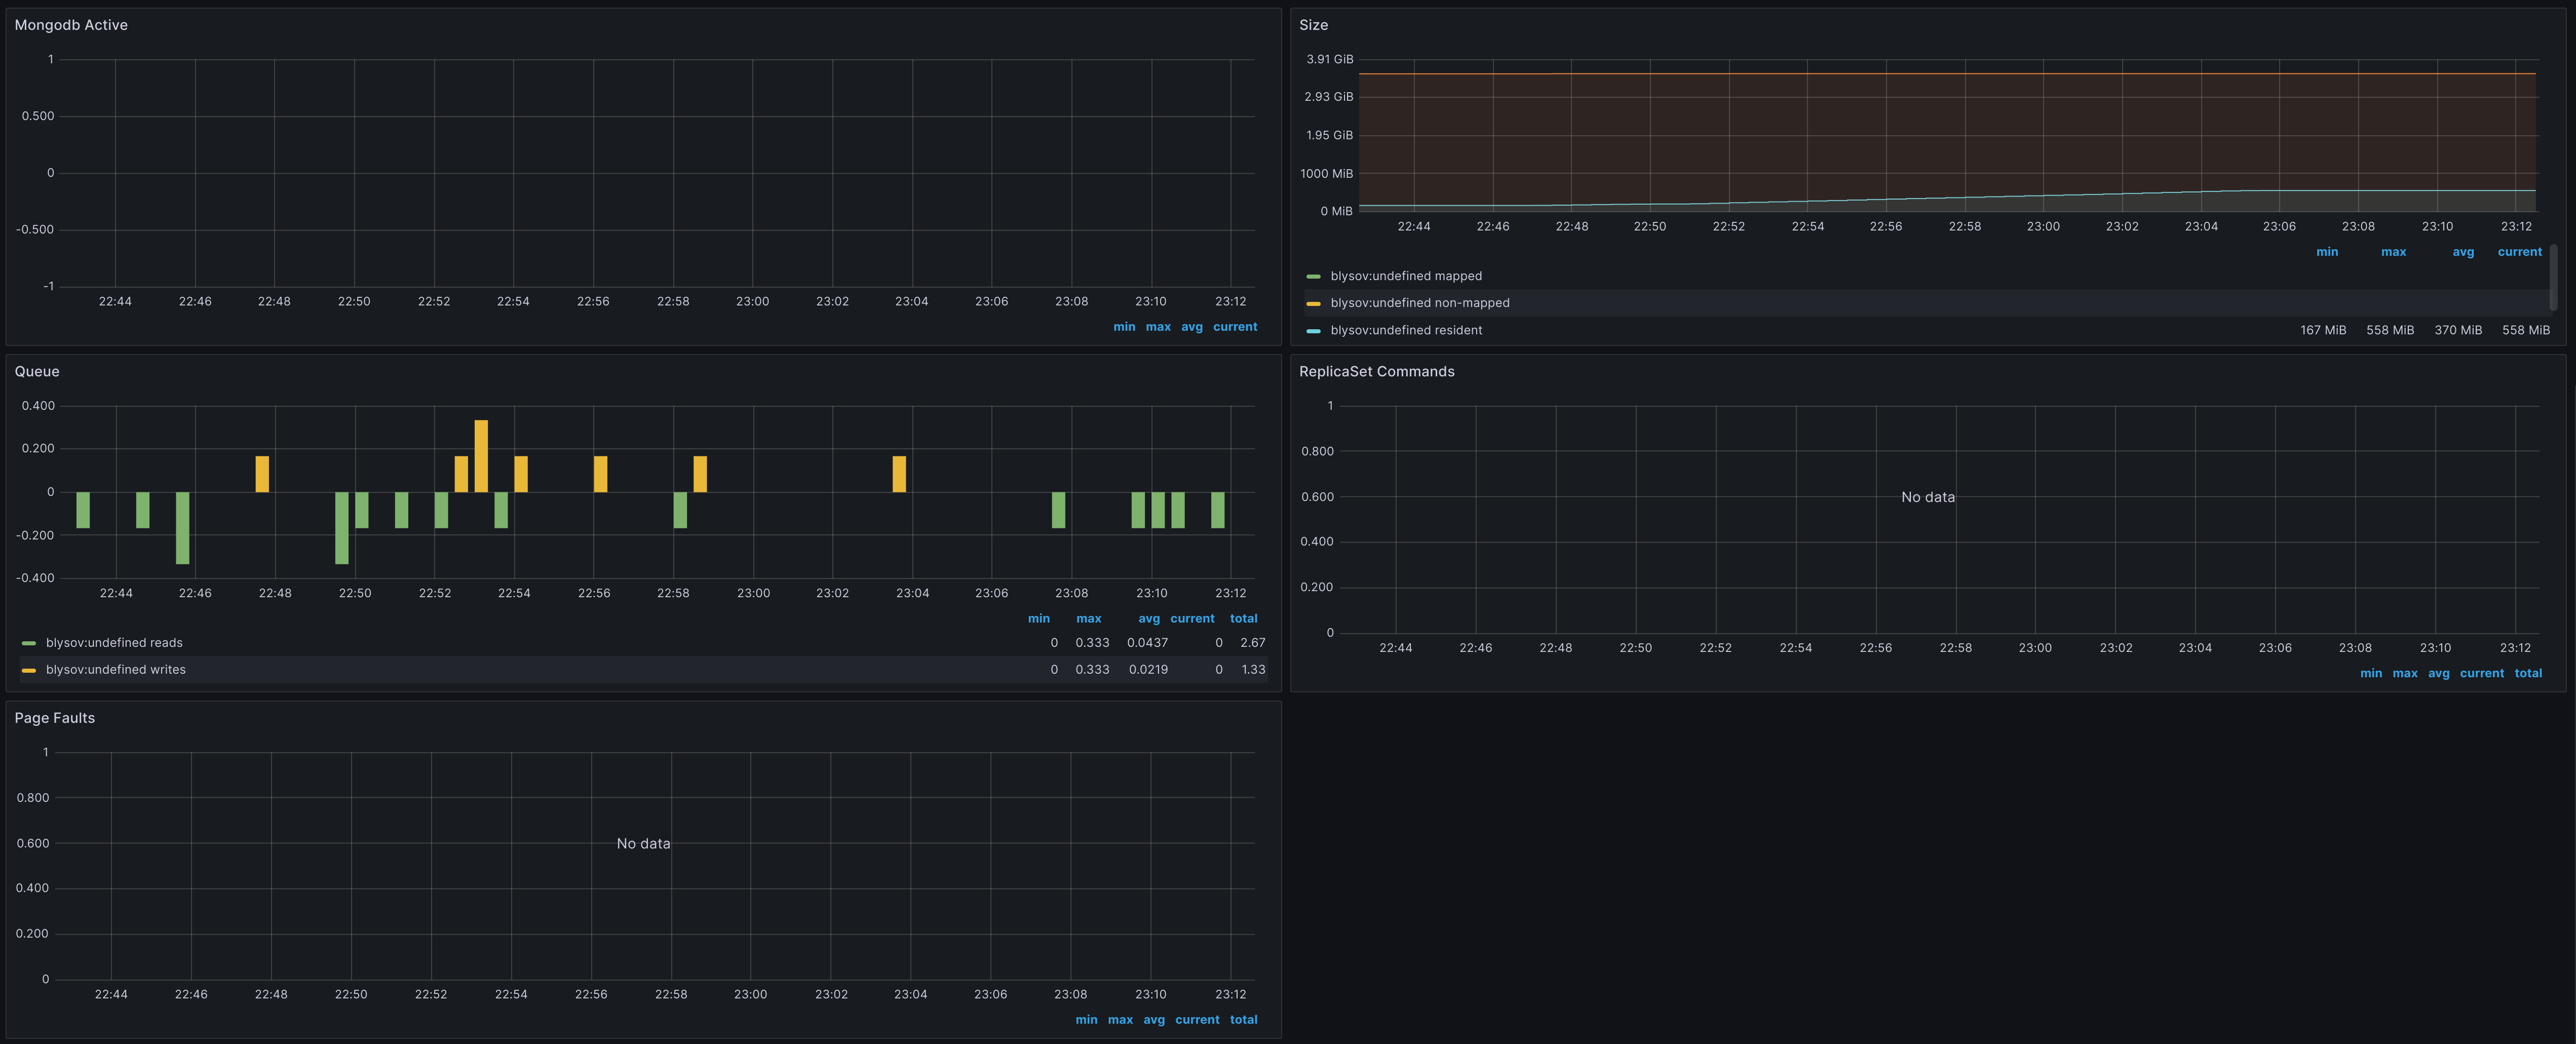 Mongodb Active
1
0.500
0
-0.500
-1
22:44 22:46 22:48 22:50 22:52 22:54 22:56 22:58 23:00 23:02 23:04 23:06 23:08 23:10 23:12
min max avg current
Size
3.91 GiB
2.93 GiB
1.95 GiB
1000 MiB
0 MiB
22:44 22:46 22:48 22:50 22:52 22:54 22:56 22:58 23:00 23:02 23:04 23:06 23:08 23:10 23:12
min max avg current
blysov:undefined mapped
blysov:undefined non-mapped
blysov:undefined resident 167 MiB 558 MiB 370 MiB 558 MiB
Queue
0.400
0.200
0
-0.200
-0.400
22:44 22:46 22:48 22:50 22:52 22:54 22:56 22:58 23:00 23:02 23:04 23:06 23:08 23:10 23:12
min max avg current total
blysov:undefined reads 0 0.333 0.0437 0 2.67
blysov:undefined writes 0 0.333 0.0219 0 1.33
ReplicaSet Commands
1
0.800
0.600
0.400
0.200
0
No data
22:44 22:46 22:48 22:50 22:52 22:54 22:56 22:58 23:00 23:02 23:04 23:06 23:08 23:10 23:12
min max avg current total
Page Faults
1
0.800
0.600
0.400
0.200
0
No data
22:44 22:46 22:48 22:50 22:52 22:54 22:56 22:58 23:00 23:02 23:04 23:06 23:08 23:10 23:12
min max avg current total